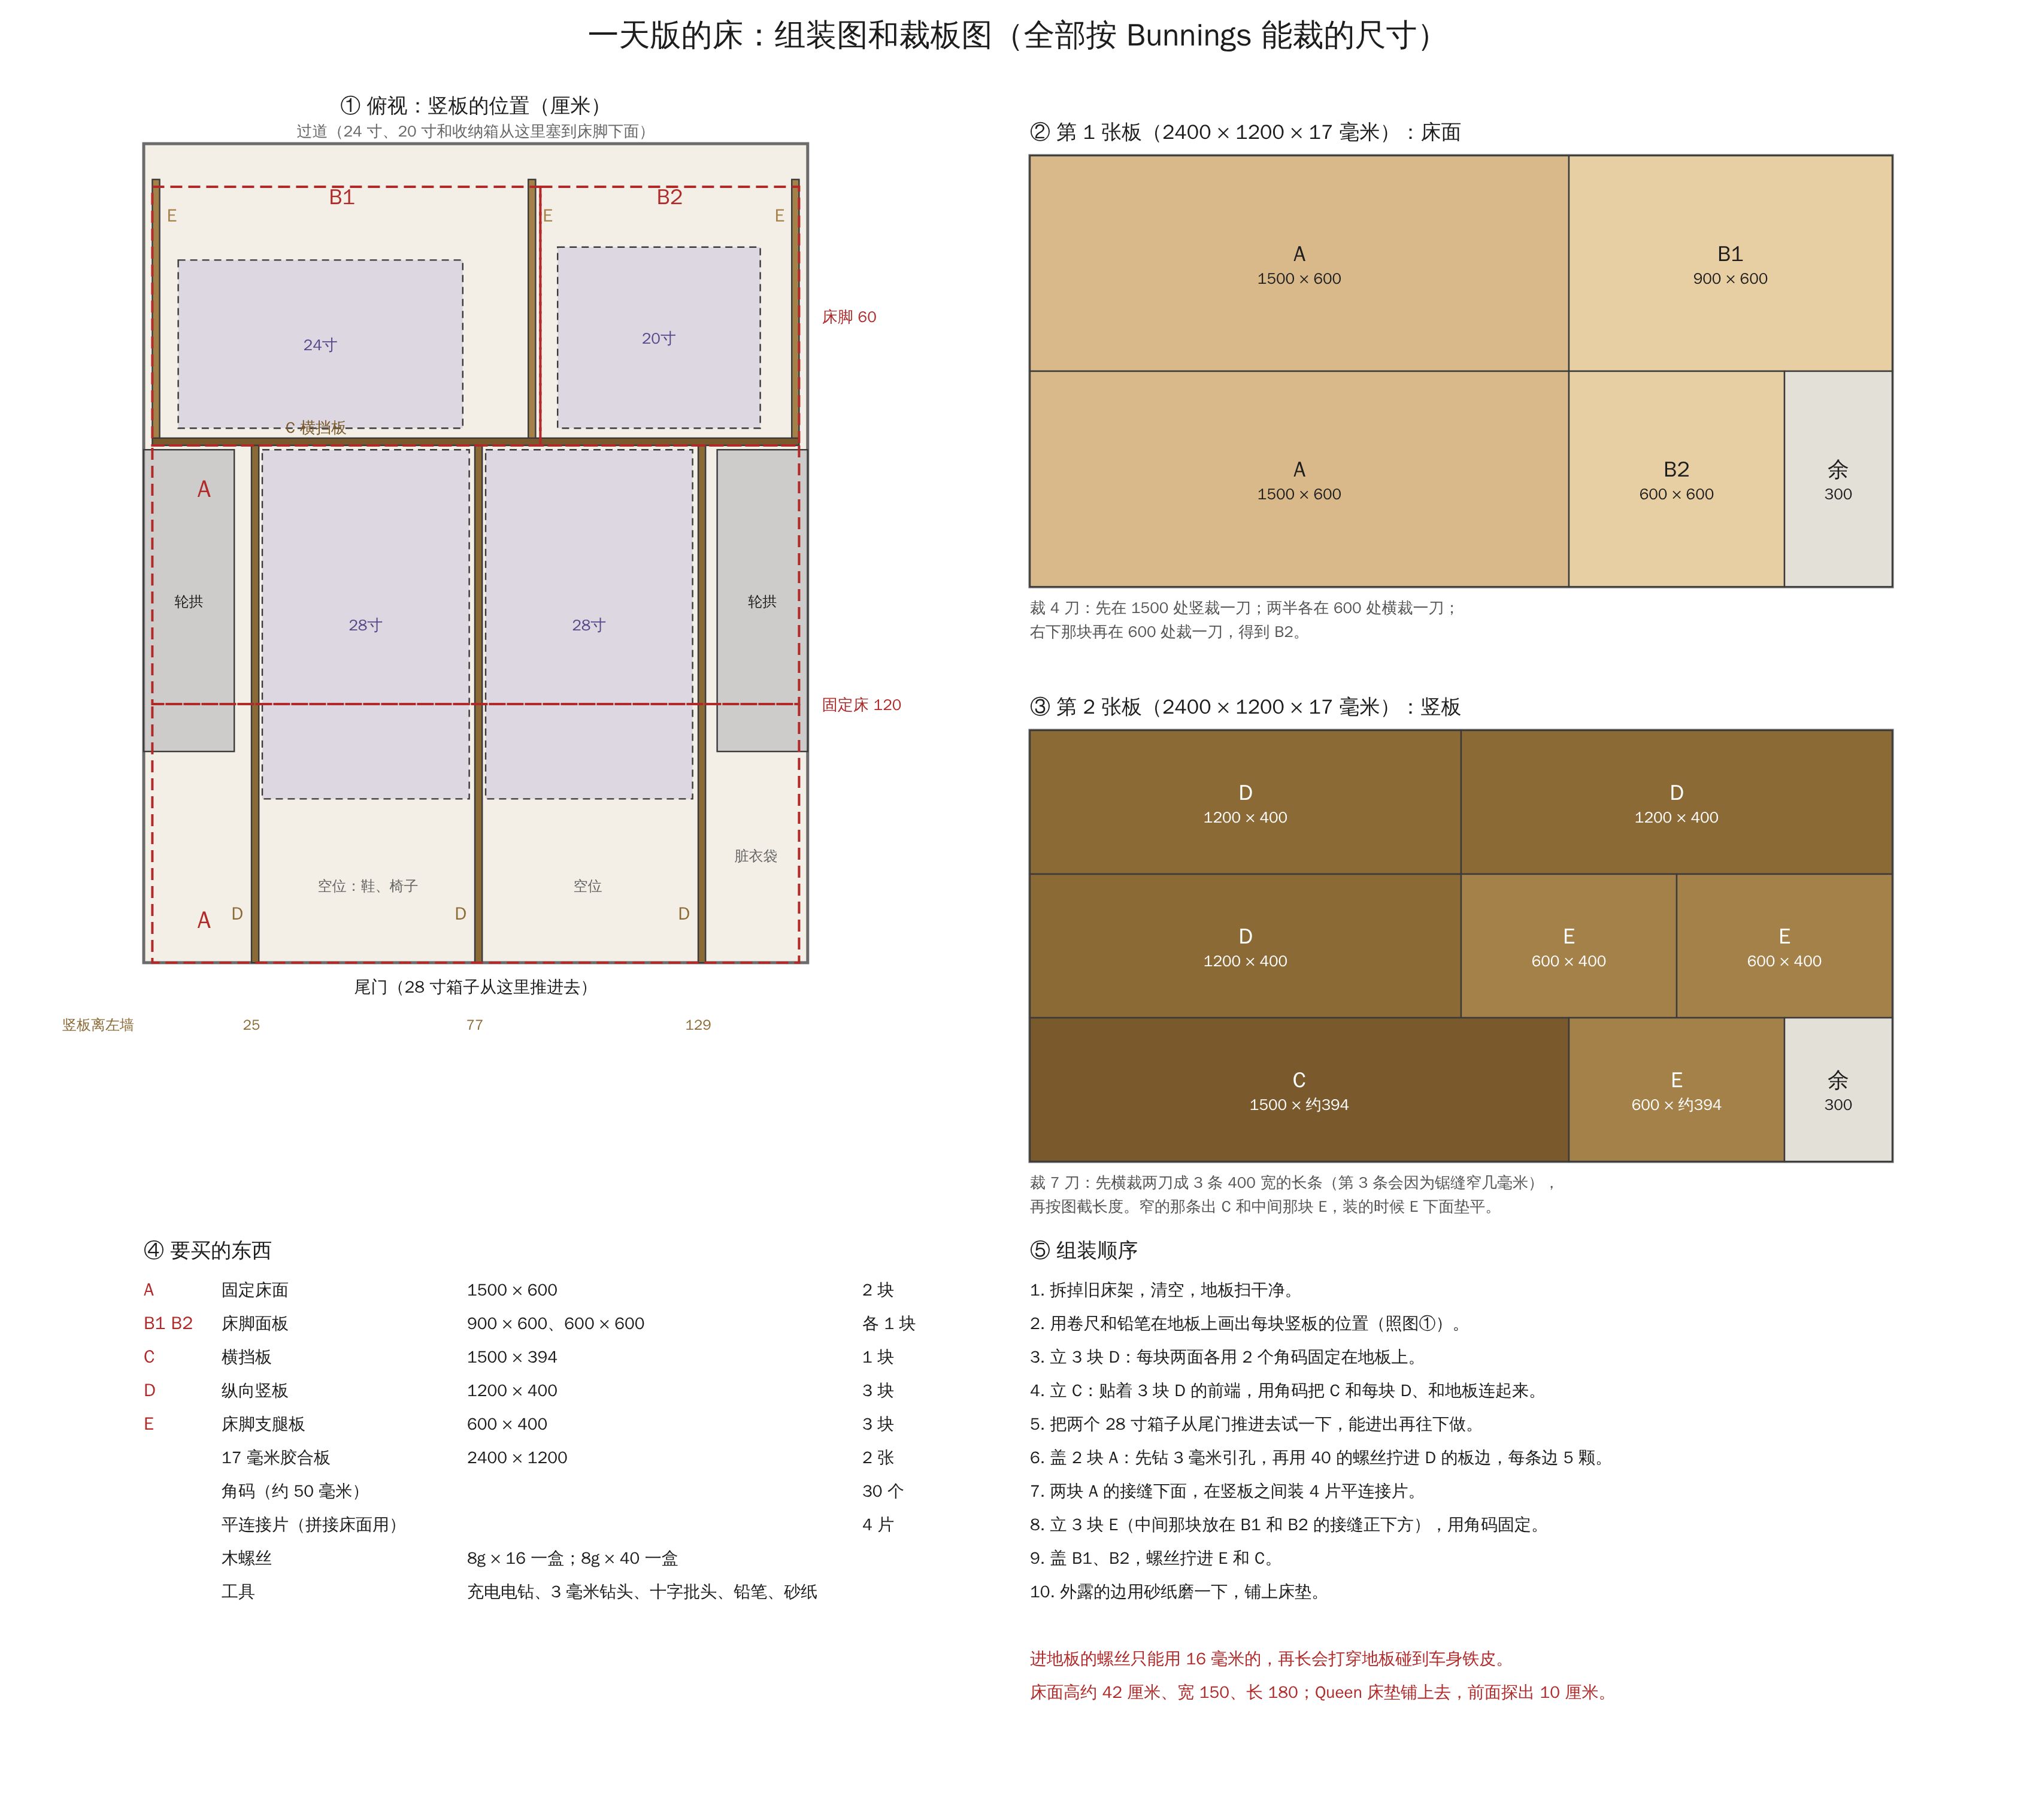 一天版的床：组装图和裁板图（全部按 Bunnings 能裁的尺寸）
① 俯视：竖板的位置（厘米）
过道（24 寸、20 寸和收纳箱从这里塞到床脚下面）
B1
B2
E
E
E
24寸
20寸
床脚 60
C 横挡板
A
轮拱
28寸
28寸
轮拱
固定床 120
脏衣袋
空位：鞋、椅子
空位
A
D
D
D
尾门（28 寸箱子从这里推进去）
竖板离左墙
25
77
129
② 第 1 张板（2400 × 1200 × 17 毫米）：床面
A
1500 × 600
B1
900 × 600
A
1500 × 600
B2
600 × 600
余
300
裁 4 刀：先在 1500 处竖裁一刀；两半各在 600 处横裁一刀；
右下那块再在 600 处裁一刀，得到 B2。
③ 第 2 张板（2400 × 1200 × 17 毫米）：竖板
D
1200 × 400
D
1200 × 400
D
1200 × 400
E
600 × 400
E
600 × 400
C
1500 × 约394
E
600 × 约394
余
300
裁 7 刀：先横裁两刀成 3 条 400 宽的长条（第 3 条会因为锯缝窄几毫米），
再按图截长度。窄的那条出 C 和中间那块 E，装的时候 E 下面垫平。
④ 要买的东西
A 固定床面 1500 × 600 2 块
B1 B2 床脚面板 900 × 600、600 × 600 各 1 块
C 横挡板 1500 × 394 1 块
D 纵向竖板 1200 × 400 3 块
E 床脚支腿板 600 × 400 3 块
17 毫米胶合板 2400 × 1200 2 张
角码（约 50 毫米） 30 个
平连接片（拼接床面用） 4 片
木螺丝 8g × 16 一盒；8g × 40 一盒
工具 充电电钻、3 毫米钻头、十字批头、铅笔、砂纸
⑤ 组装顺序
1. 拆掉旧床架，清空，地板扫干净。
2. 用卷尺和铅笔在地板上画出每块竖板的位置（照图①）。
3. 立 3 块 D：每块两面各用 2 个角码固定在地板上。
4. 立 C：贴着 3 块 D 的前端，用角码把 C 和每块 D、和地板连起来。
5. 把两个 28 寸箱子从尾门推进去试一下，能进出再往下做。
6. 盖 2 块 A：先钻 3 毫米引孔，再用 40 的螺丝拧进 D 的板边，每条边 5 颗。
7. 两块 A 的接缝下面，在竖板之间装 4 片平连接片。
8. 立 3 块 E（中间那块放在 B1 和 B2 的接缝正下方），用角码固定。
9. 盖 B1、B2，螺丝拧进 E 和 C。
10. 外露的边用砂纸磨一下，铺上床垫。
进地板的螺丝只能用 16 毫米的，再长会打穿地板碰到车身铁皮。
床面高约 42 厘米、宽 150、长 180；Queen 床垫铺上去，前面探出 10 厘米。